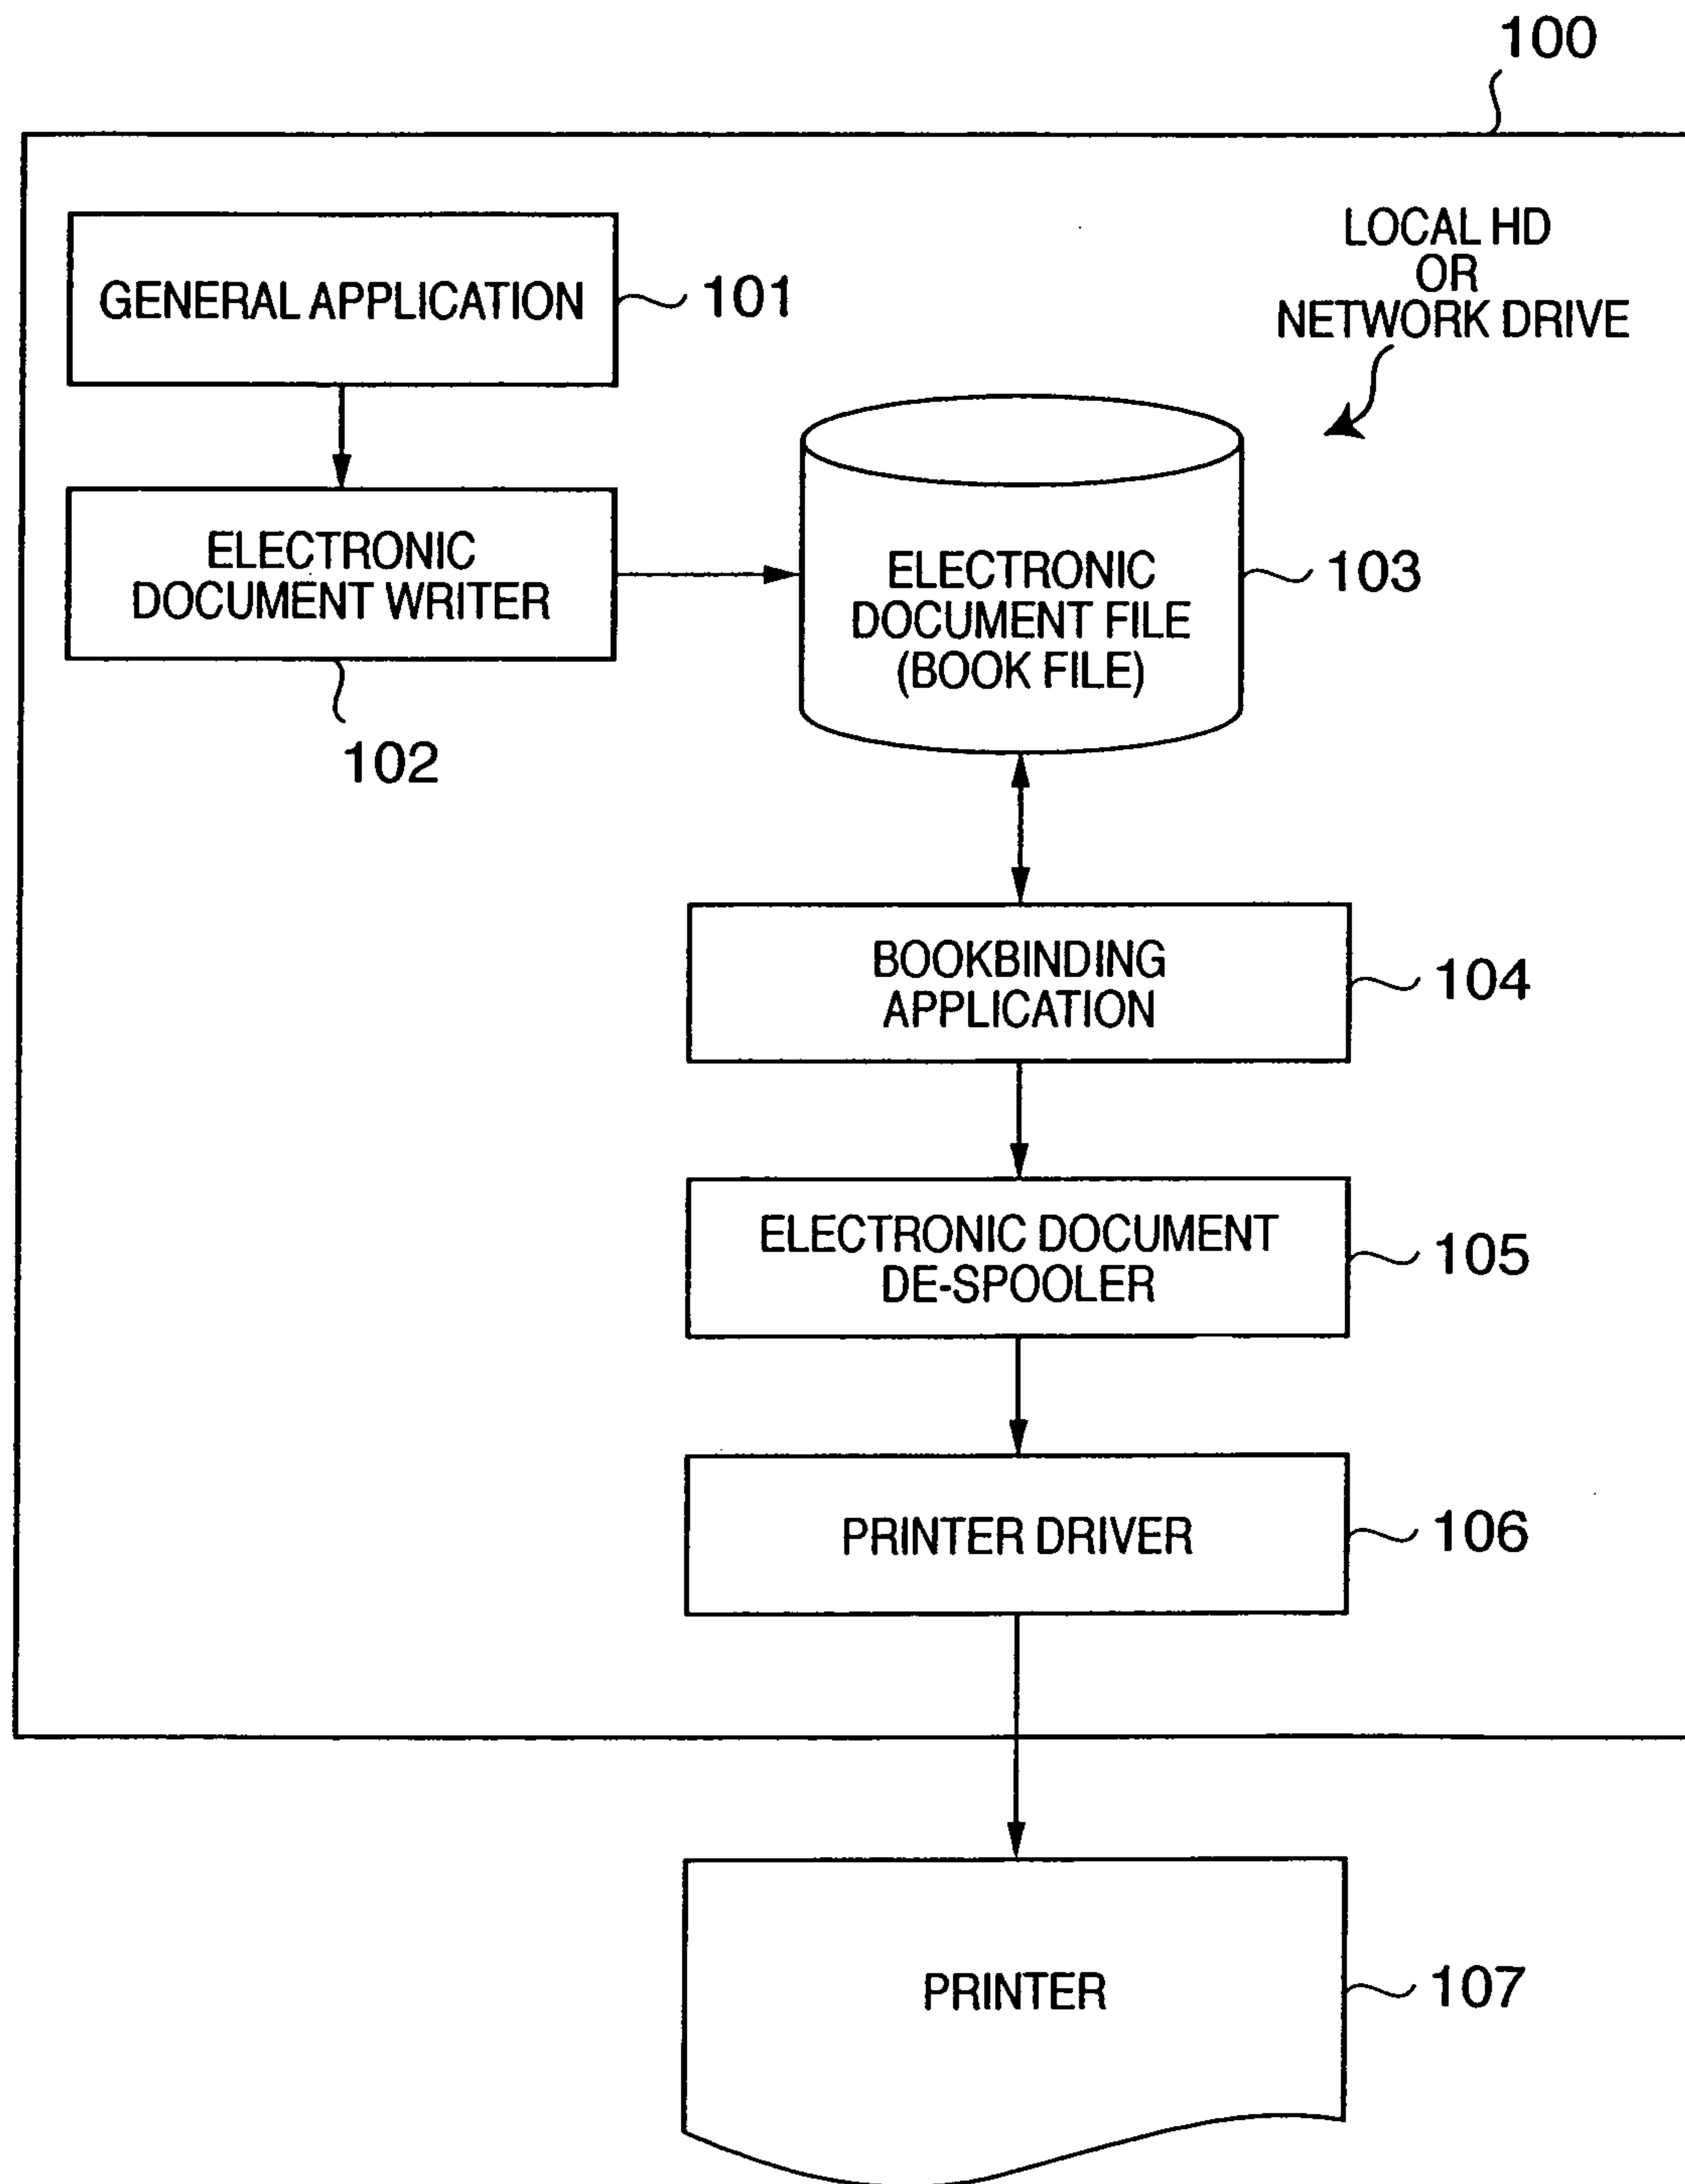 100
GENERAL APPLICATION
101
LOCAL HD
OR
NETWORK DRIVE
ELECTRONIC
DOCUMENT WRITER
102
ELECTRONIC
DOCUMENT FILE
(BOOK FILE)
103
BOOKBINDING
APPLICATION
104
ELECTRONIC DOCUMENT
DE-SPOOLER
105
PRINTER DRIVER
106
PRINTER
107